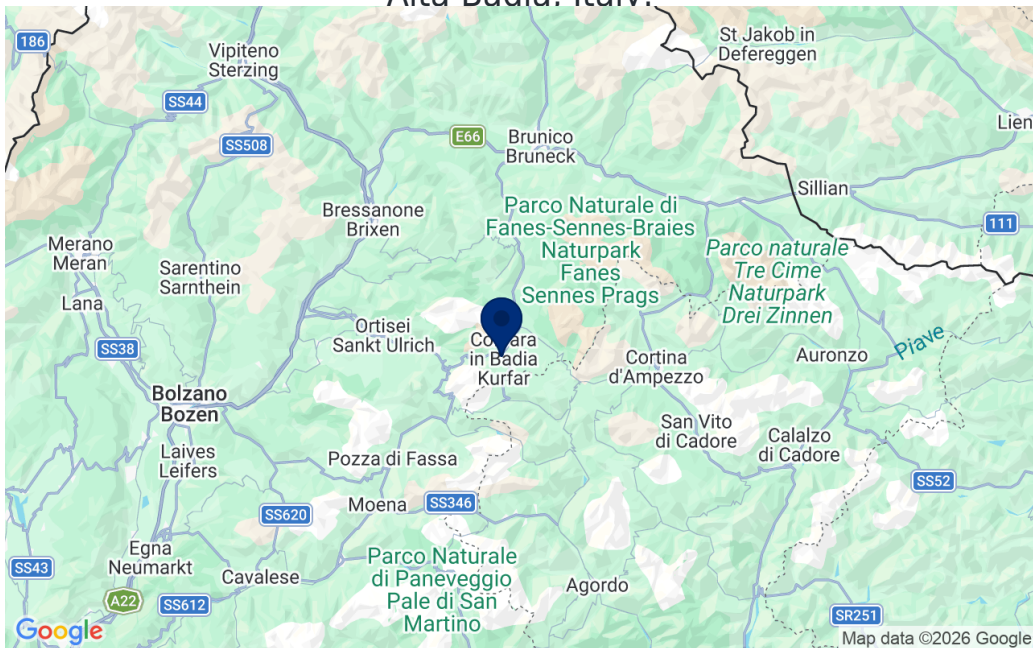 Alta Badia. Italy.
186
Vipiteno
Sterzing
St Jakob in
Defereggen
SS44
Lien
SS508
E66
Brunico
Bruneck
Sillian
Bressanone
Brixen
Parco Naturale di
Fanes-Sennes-Braies
Naturpark
Fanes
Sennes Prags
111
Merano
Meran
Sarentino
Sarnthein
Parco naturale
Tre Cime
Naturpark
Drei Zinnen
Lana
Ortisei
Sankt Ulrich
in Badia
Kurfar
SS38
Cortina
d'Ampezzo
Auronzo
Piave
Bolzano
Bozen
San Vito
di Cadore
Calalzo
di Cadore
Laives
Leifers
Pozza di Fassa
SS52
Moena
SS346
SS620
Egna
Neumarkt
SS43
Cavalese
Parco Naturale
di Paneveggio
Pale di San
Martino
Agordo
A22
SS612
SR251
Google
Map data ©2026 Google